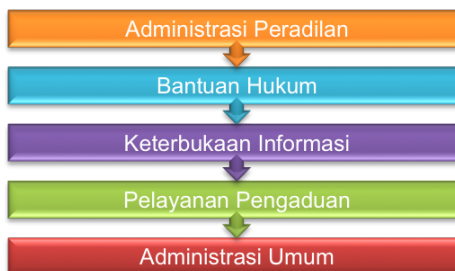 Administrasi Peradilan
Bantuan Hukum
Keterbukaan Informasi
Pelayanan Pengaduan
Administrasi Umum